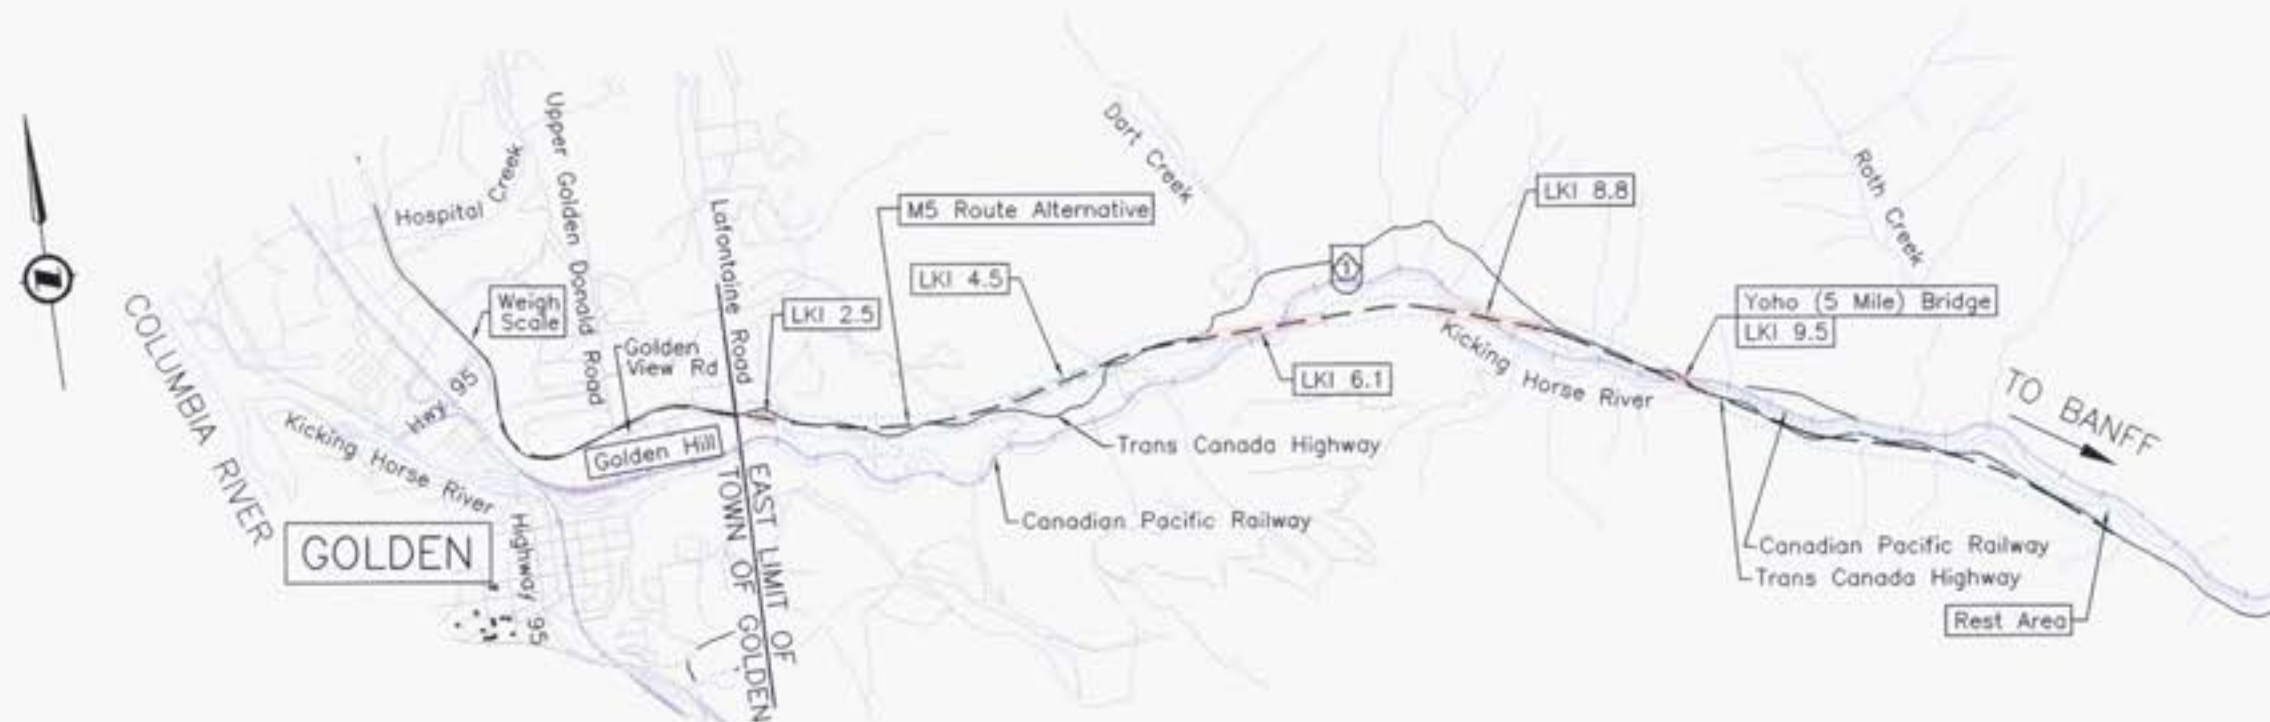 Hospital Creek
Upper Golden Donald Road
Lafontaine Road
Dart Creek
Roth Creek
M5 Route Alternative
LKI 8.8
LKI 4.5
1
Weigh
Scale
LKI 2.5
Golden
View Rd
Yoho (5 Mile) Bridge
LKI 9.5
LKI 6.1
COLUMBIA RIVER
Kicking Horse River
Hwy 95
Golden Hill
Kicking Horse River
TO BANFF
Trans Canada Highway
Canadian Pacific Railway
GOLDEN
Highway 95
EAST LIMIT OF
TOWN OF GOLDEN
Canadian Pacific Railway
Trans Canada Highway
Rest Area